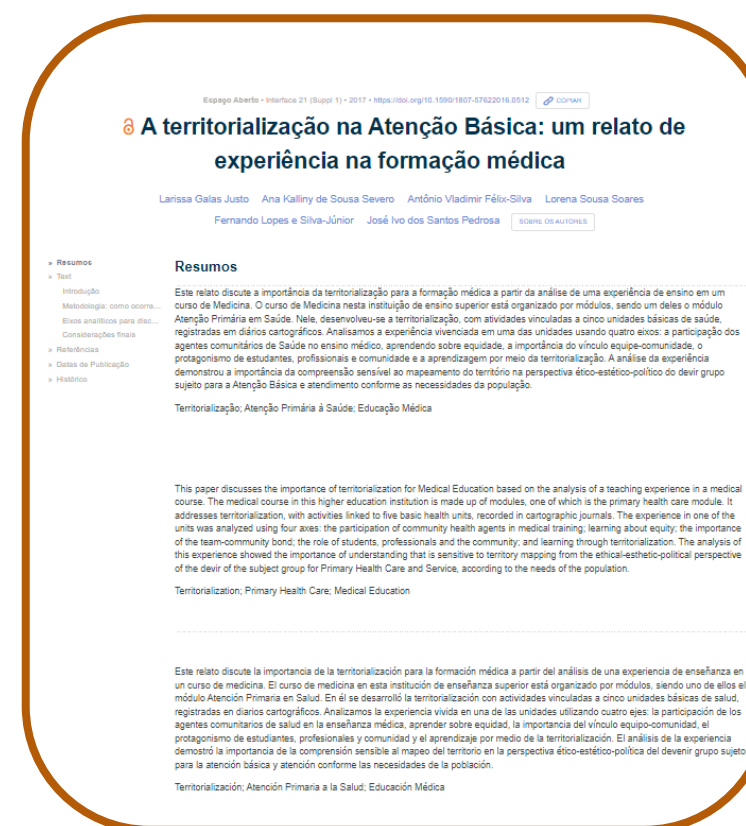 Espaço Aberto • Interface 21 (Suppl 1) • 2017 • https://doi.org/10.1590/1807-57622016.0512 COPIAR
A territorialização na Atenção Básica: um relato de
experiência na formação médica
Larissa Galas Justo Ana Kalliny de Sousa Severo Antônio Vladimir Félix-Silva Lorena Sousa Soares
Fernando Lopes e Silva-Júnior José Ivo dos Santos Pedrosa SOBRE OS AUTORES
» Resumos
» Text
Introdução
Metodologia: como ocorre...
Eixos analíticos para disc...
Considerações finais
» Referências
» Datas de Publicação
» Histórico
Resumos
Este relato discute a importância da territorialização para a formação médica a partir da análise de uma experiência de ensino em um
curso de Medicina. O curso de Medicina nesta instituição de ensino superior está organizado por módulos, sendo um deles o módulo
Atenção Primária em Saúde. Nele, desenvolveu-se a territorialização, com atividades vinculadas a cinco unidades básicas de saúde,
registradas em diários cartográficos. Analisamos a experiência vivenciada em uma das unidades usando quatro eixos: a participação dos
agentes comunitários de Saúde no ensino médico, aprendendo sobre equidade, a importância do vínculo equipe-comunidade, o
protagonismo de estudantes, profissionais e comunidade e a aprendizagem por meio da territorialização. A análise da experiência
demonstrou a importância da compreensão sensível ao mapeamento do território na perspectiva ético-estético-político do devir grupo
sujeito para a Atenção Básica e atendimento conforme as necessidades da população.
Territorialização; Atenção Primária à Saúde; Educação Médica
This paper discusses the importance of territorialization for Medical Education based on the analysis of a teaching experience in a medical
course. The medical course in this higher education institution is made up of modules, one of which is the primary health care module. It
addresses territorialization, with activities linked to five basic health units, recorded in cartographic journals. The experience in one of the
units was analyzed using four axes: the participation of community health agents in medical training; learning about equity; the importance
of the team-community bond; the role of students, professionals and the community; and learning through territorialization. The analysis of
this experience showed the importance of understanding that is sensitive to territory mapping from the ethical-esthetic-political perspective
of the devir of the subject group for Primary Health Care and Service, according to the needs of the population.
Territorialization; Primary Health Care; Medical Education
Este relato discute la importancia de la territorialización para la formación médica a partir del análisis de una experiencia de enseñanza en
un curso de medicina. El curso de medicina en esta institución de enseñanza superior está organizado por módulos, siendo uno de ellos el
módulo Atención Primaria en Salud. En él se desarrolló la territorialización con actividades vinculadas a cinco unidades básicas de salud,
registradas en diarios cartográficos. Analizamos la experiencia vivida en una de las unidades utilizando cuatro ejes: la participación de los
agentes comunitarios de salud en la enseñanza médica, aprender sobre equidad, la importancia del vínculo equipo-comunidad, el
protagonismo de estudiantes, profesionales y comunidad y el aprendizaje por medio de la territorialización. El análisis de la experiencia
demostró la importancia de la comprensión sensible al mapeo del territorio en la perspectiva ético-estético-política del devenir grupo sujeto
para la atención básica y atención conforme las necesidades de la población.
Territorialización; Atención Primaria a la Salud; Educación Médica